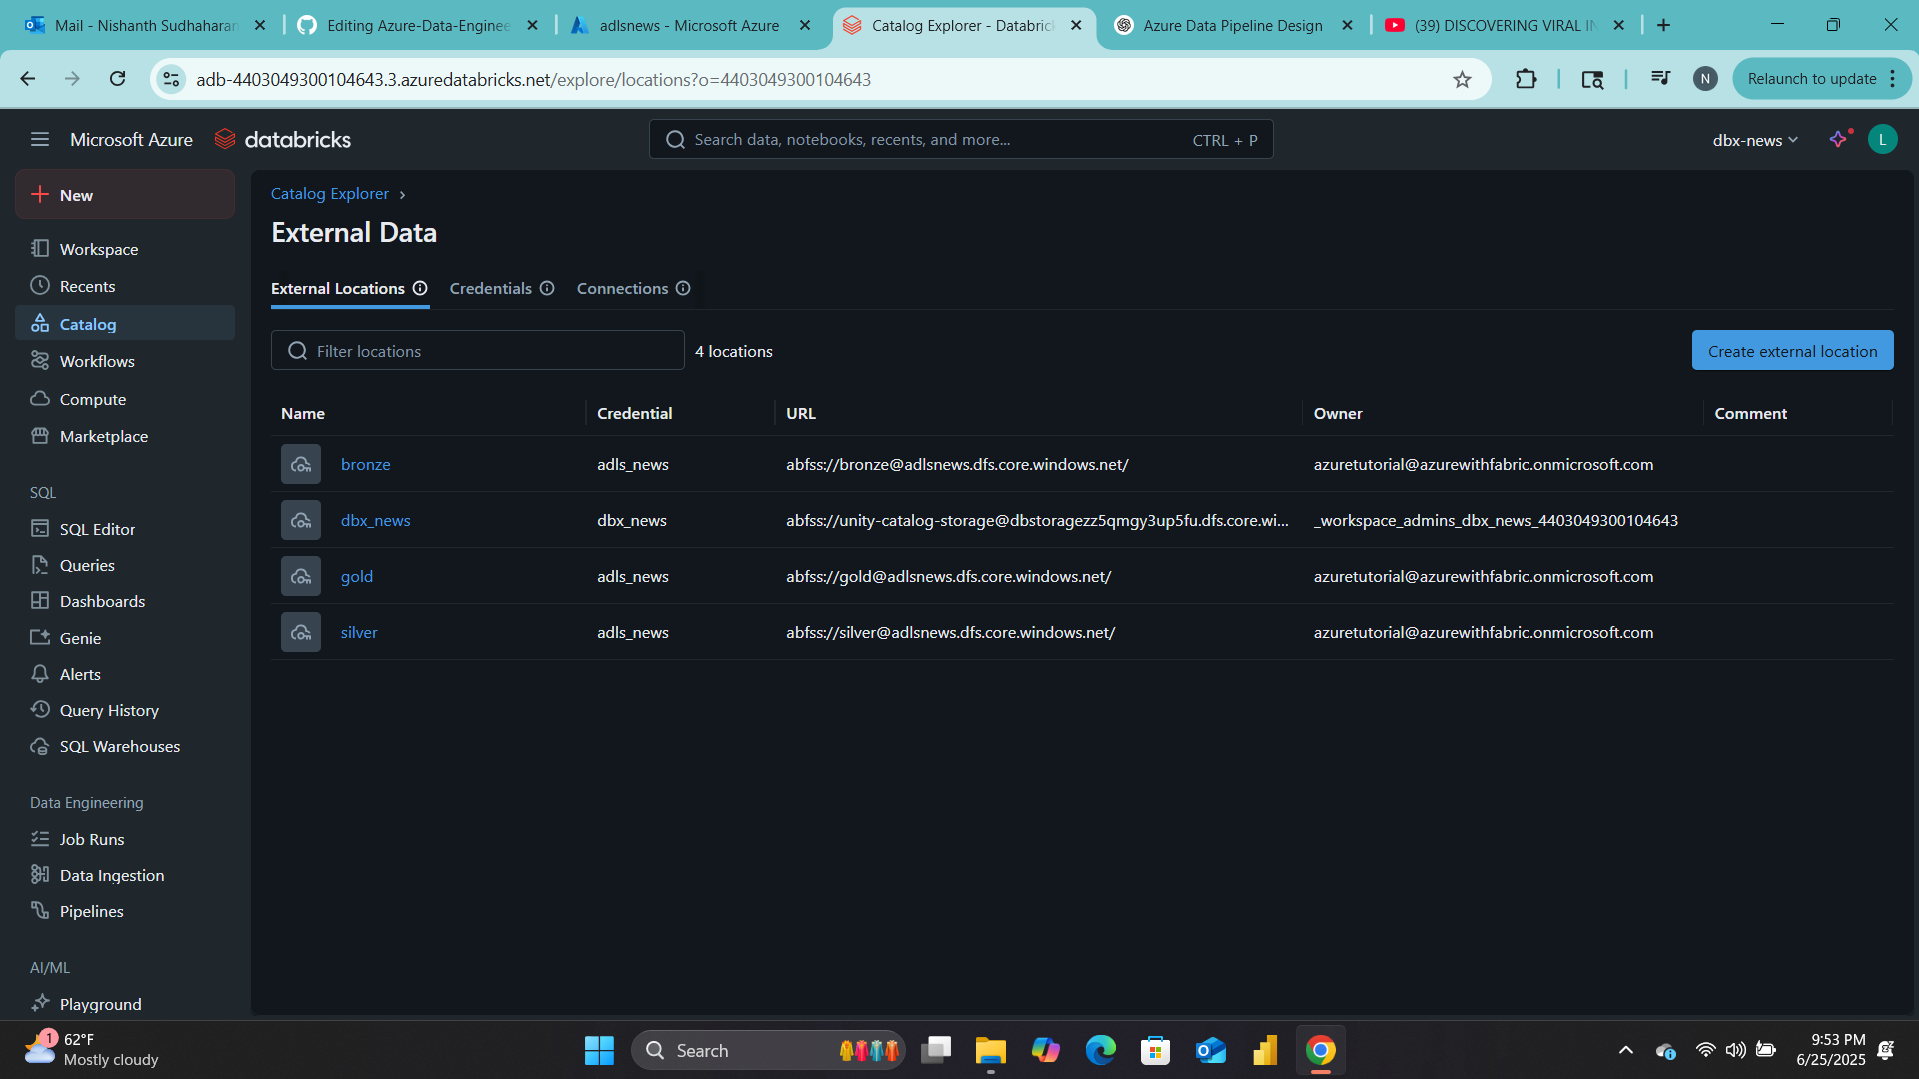 Mail - Nishanth Sudhaharan
Editing Azure-Data-Enginee
adlsnews - Microsoft Azure
Catalog Explorer - Databric
Azure Data Pipeline Design
(39) DISCOVERING VIRAL IN
adb-4403049300104643.3.azuredatabricks.net/explore/locations?o=4403049300104643
N
Relaunch to update
Microsoft Azure
databricks
Search data, notebooks, recents, and more...
CTRL + P
dbx-news
L
New
Workspace
Recents
Catalog
Workflows
Compute
Marketplace
SQL
SQL Editor
Queries
Dashboards
Genie
Alerts
Query History
SQL Warehouses
Data Engineering
Job Runs
Data Ingestion
Pipelines
AI/ML
Playground
Catalog Explorer ›
External Data
External Locations
Credentials
Connections
Filter locations
4 locations
Create external location
Name Credential URL Owner Comment
bronze adls_news abfss://bronze@adlsnews.dfs.core.windows.net/ azuretutorial@azurewithfabric.onmicrosoft.com
dbx_news dbx_news abfss://unity-catalog-storage@dbstoragezz5qmgy3up5fu.dfs.core.wi... _workspace_admins_dbx_news_4403049300104643
gold adls_news abfss://gold@adlsnews.dfs.core.windows.net/ azuretutorial@azurewithfabric.onmicrosoft.com
silver adls_news abfss://silver@adlsnews.dfs.core.windows.net/ azuretutorial@azurewithfabric.onmicrosoft.com
1
62°F
Mostly cloudy
Search
9:53 PM
6/25/2025